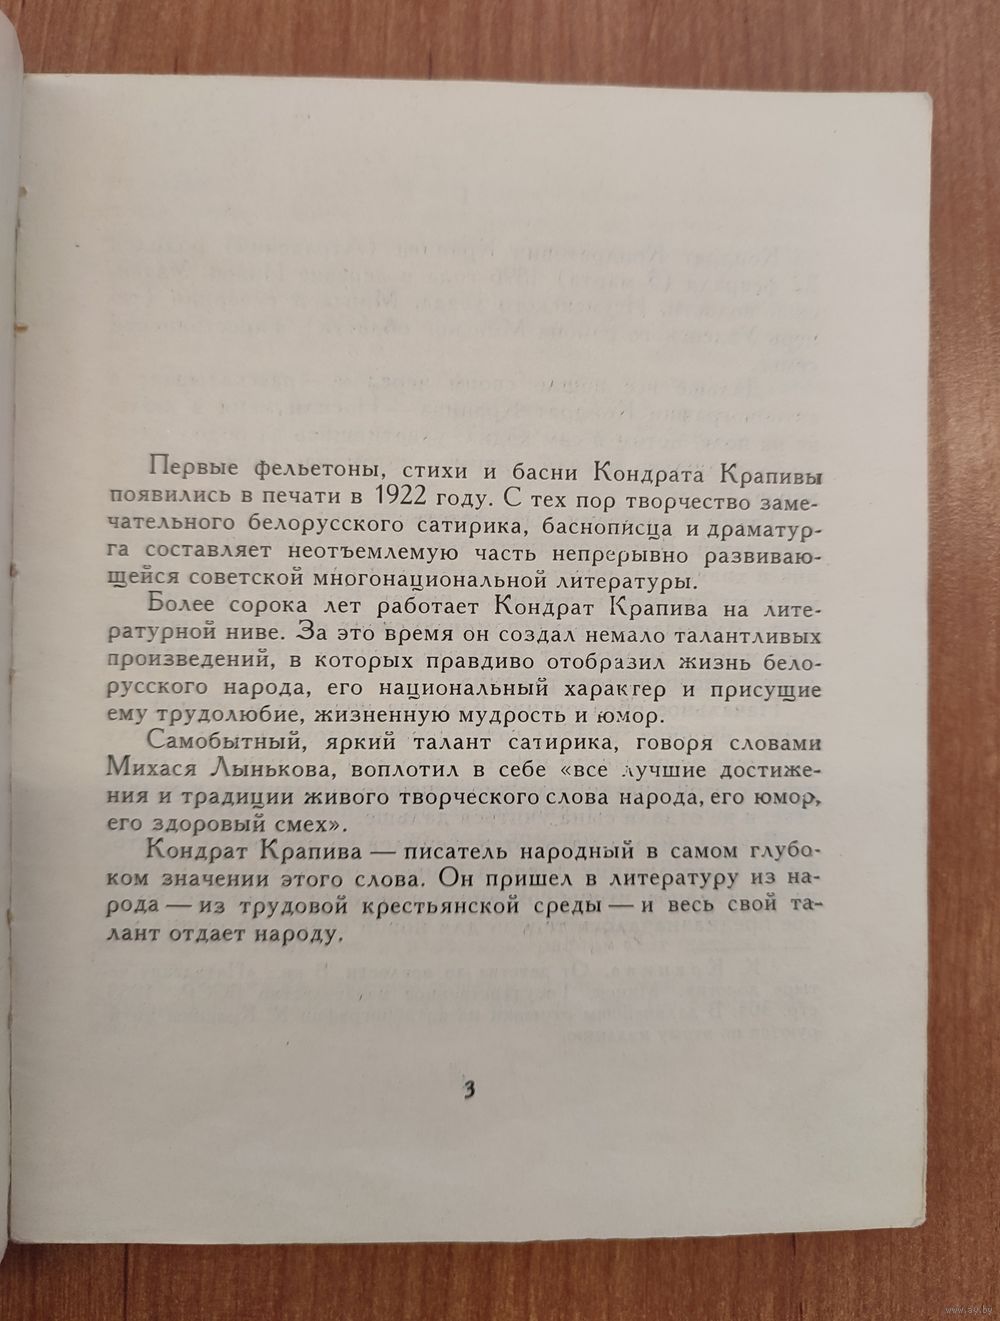 Первые фельетоны, стихи и басни Кондрата Крапивы
появились в печати в 1922 году. С тех пор творчество заме-
чательного белорусского сатирика, баснописца и драматур-
га составляет неотъемлемую часть непрерывно развиваю-
щейся советской многонациональной литературы.
Более сорока лет работает Кондрат Крапива на лите-
ратурной ниве. За это время он создал немало талантливых
произведений, в которых правдиво отобразил жизнь бело-
русского народа, его национальный характер и присущие
ему трудолюбие, жизненную мудрость и юмор.
Самобытный, яркий талант сатирика, говоря словами
Михася Лынькова, воплотил в себе «все лучшие достиже-
ния и традиции живого творческого слова народа, его юмор,
его здоровый смех».
Кондрат Крапива — писатель народный в самом глубо-
ком значении этого слова. Он пришел в литературу из на-
рода — из трудовой крестьянской среды — и весь свой та-
лант отдает народу.
3
www.ay.by